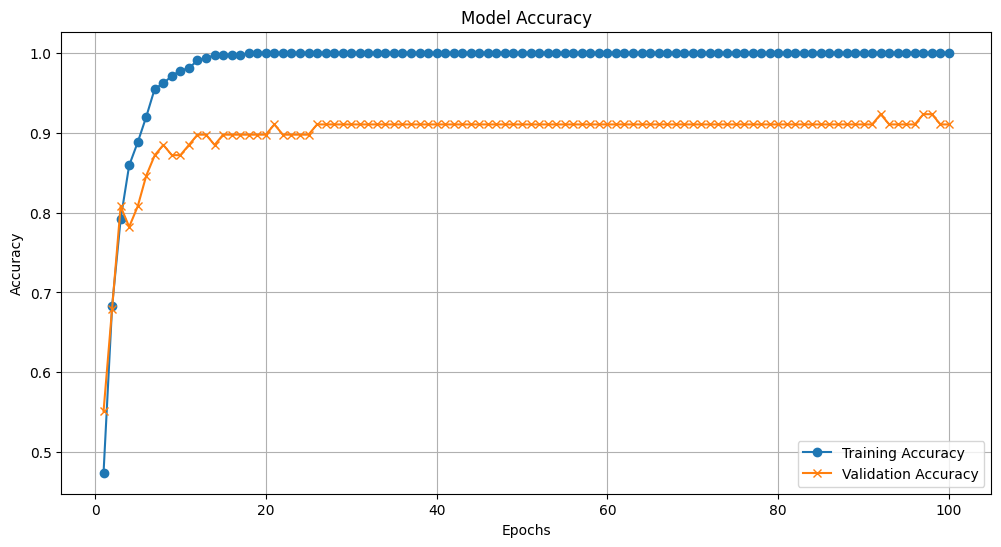 Model Accuracy
1.0
0.9
0.8
0.7
0.6
0.5
Accuracy
0 20 40 60 80 100
Epochs
Training Accuracy
Validation Accuracy